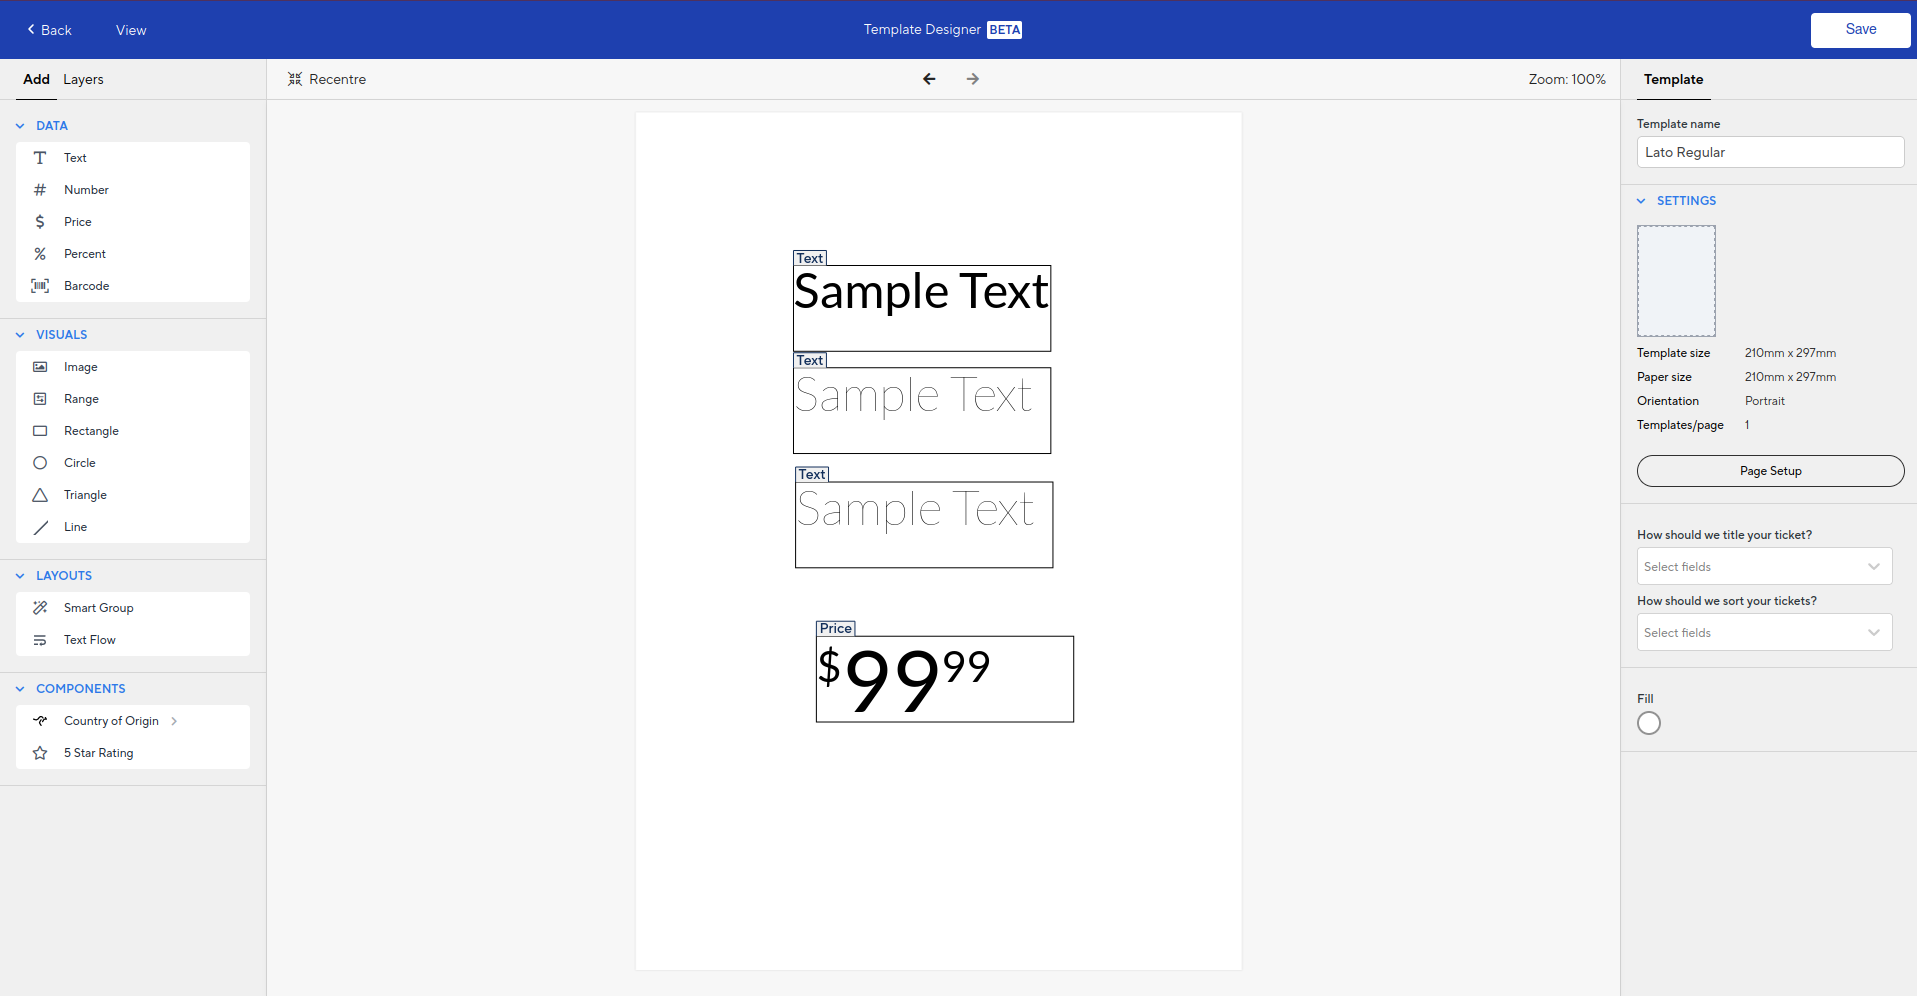 Back View Template Designer BETA Save
Add Layers
Recentre Zoom: 100%
DATA
Text
Number
Price
Percent
Barcode
VISUALS
Image
Range
Rectangle
Circle
Triangle
Line
LAYOUTS
Smart Group
Text Flow
COMPONENTS
Country of Origin
5 Star Rating
Text
Sample Text
Text
Sample Text
Text
Sample Text
Price
$9999
Template
Template name
Lato Regular
SETTINGS
Template size 210mm x 297mm
Paper size 210mm x 297mm
Orientation Portrait
Templates/page 1
Page Setup
How should we title your ticket?
Select fields
How should we sort your tickets?
Select fields
Fill